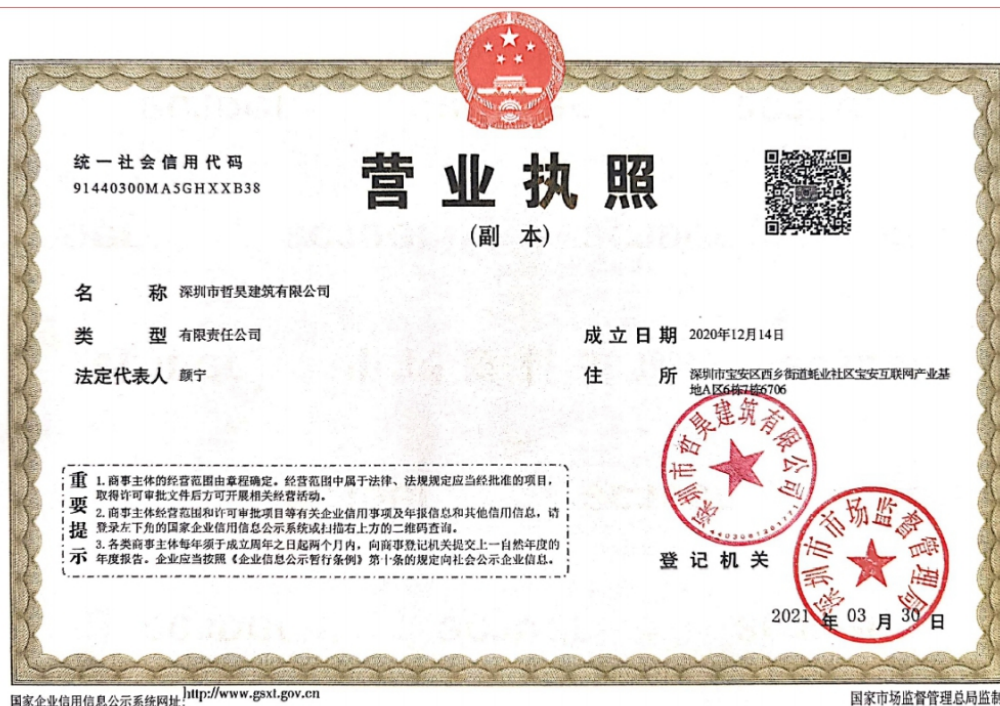 统一社会信用代码
91440300MA5GHXXB38
营业执照
(副 本)
名 称 深圳市哲昊建筑有限公司
类 型 有限责任公司
法定代表人 颜宁
成立日期 2020年12月14日
住 所 深圳市宝安区西乡街道蚝业社区宝安互联网产业基
地A区6栋7栋6706
重要提示
1.商事主体的经营范围由章程确定。经营范围中属于法律、法规规定应当经批准的项目,
取得许可审批文件后方可开展相关经营活动。
2.商事主体经营范围和许可审批项目等有关企业信用事项及年报信息和其他信用信息,请
登录左下角的国家企业信用信息公示系统或扫描右上方的二维码查询。
3.各类商事主体每年须于成立周年之日起两个月内,向商事登记机关提交上一自然年度的
年度报告。企业应当按照《企业信息公示暂行条例》第十条的规定向社会公示企业信息。
深圳市哲昊建筑有限公司
登记机关
深圳市市场监督管理局
2021 年 03 月 30 日
国家企业信用信息公示系统网址:http://www.gsxt.gov.cn
国家市场监督管理总局监制